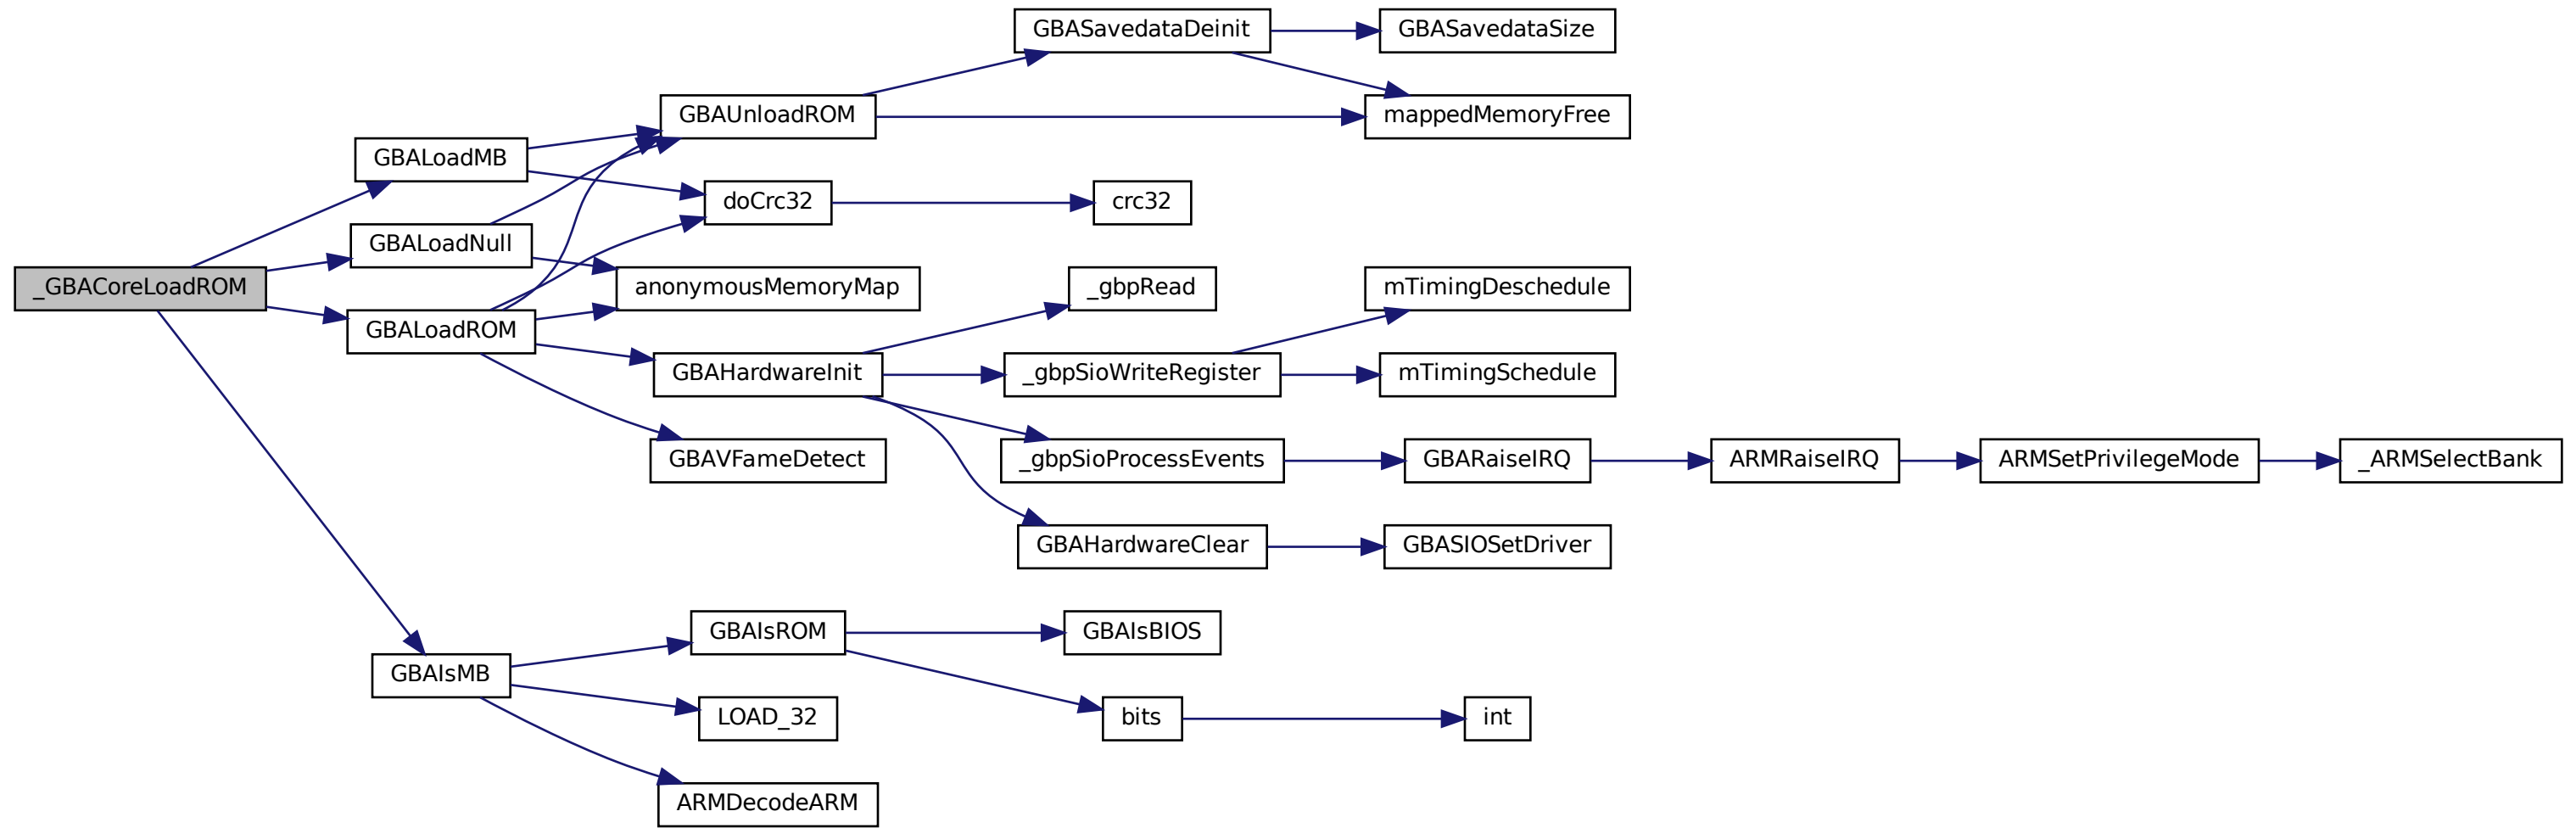 GBASavedataDeinit
GBASavedataSize
GBAUnloadROM
mappedMemoryFree
GBALoadMB
doCrc32
crc32
GBALoadNull
_GBACoreLoadROM
anonymousMemoryMap
_gbpRead
mTimingDeschedule
GBALoadROM
GBAHardwareInit
_gbpSioWriteRegister
mTimingSchedule
GBAVFameDetect
_gbpSioProcessEvents
GBARaiseIRQ
ARMRaiseIRQ
ARMSetPrivilegeMode
_ARMSelectBank
GBAHardwareClear
GBASIOSetDriver
GBAIsROM
GBAIsBIOS
GBAIsMB
LOAD_32
bits
int
ARMDecodeARM